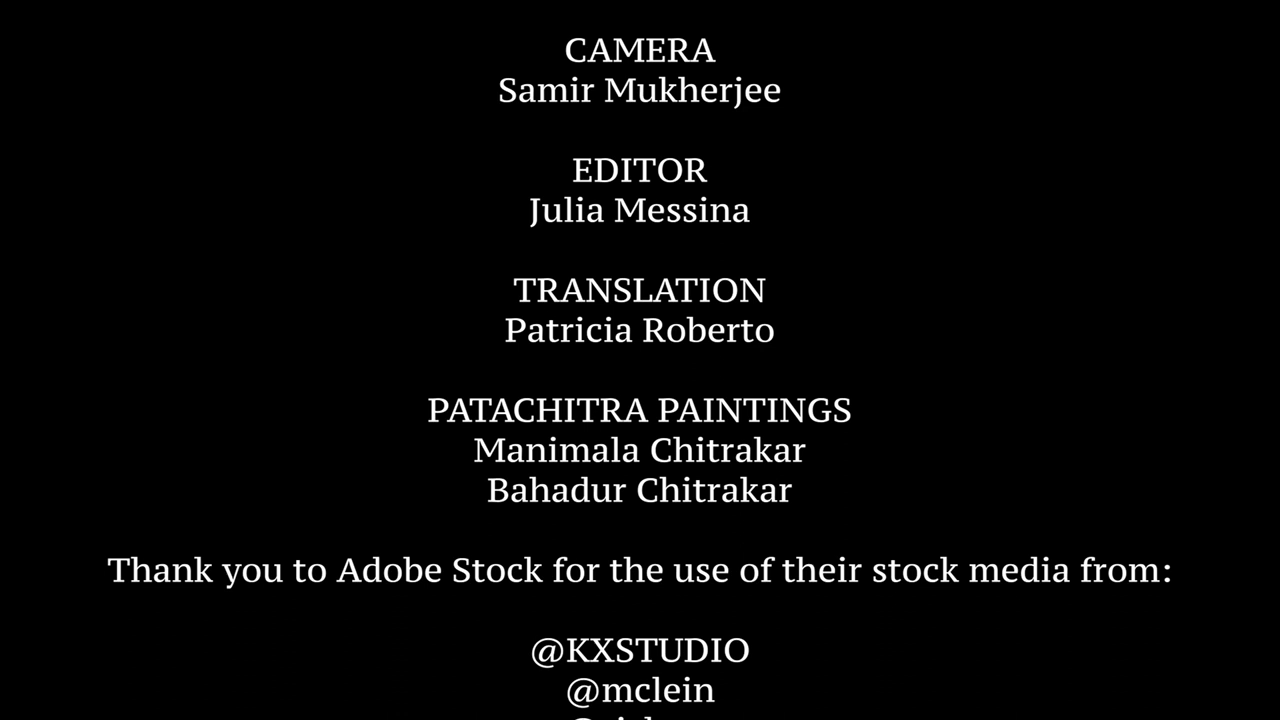 CAMERA
Samir Mukherjee
EDITOR
Julia Messina
TRANSLATION
Patricia Roberto
PATACHITRA PAINTINGS
Manimala Chitrakar
Bahadur Chitrakar
Thank you to Adobe Stock for the use of their stock media from:
@KXSTUDIO
@mclein